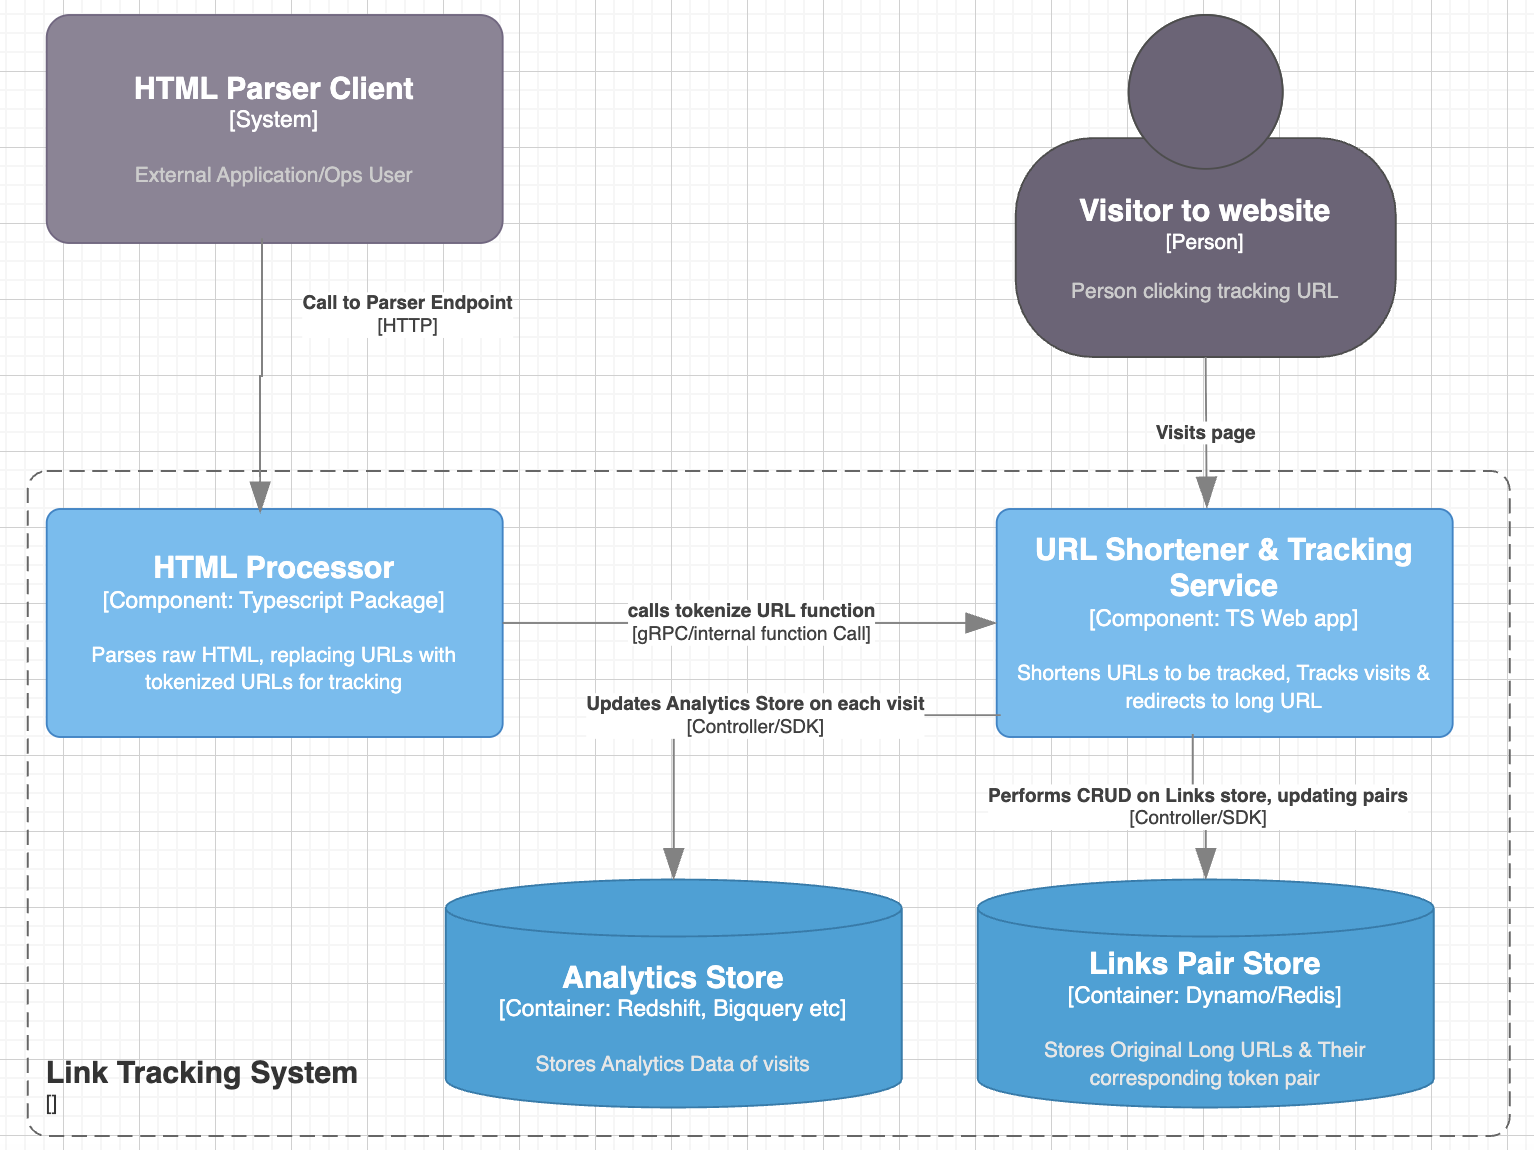 HTML Parser Client
[System]
External Application/Ops User
Visitor to website
[Person]
Person clicking tracking URL
Call to Parser Endpoint
[HTTP]
Visits page
HTML Processor
[Component: Typescript Package]
Parses raw HTML, replacing URLs with
tokenized URLs for tracking
calls tokenize URL function
[gRPC/internal function Call]
URL Shortener & Tracking
Service
[Component: TS Web app]
Shortens URLs to be tracked, Tracks visits &
redirects to long URL
Updates Analytics Store on each visit
[Controller/SDK]
Performs CRUD on Links store, updating pairs
[Controller/SDK]
Analytics Store
[Container: Redshift, Bigquery etc]
Stores Analytics Data of visits
Links Pair Store
[Container: Dynamo/Redis]
Stores Original Long URLs & Their
corresponding token pair
Link Tracking System
[]